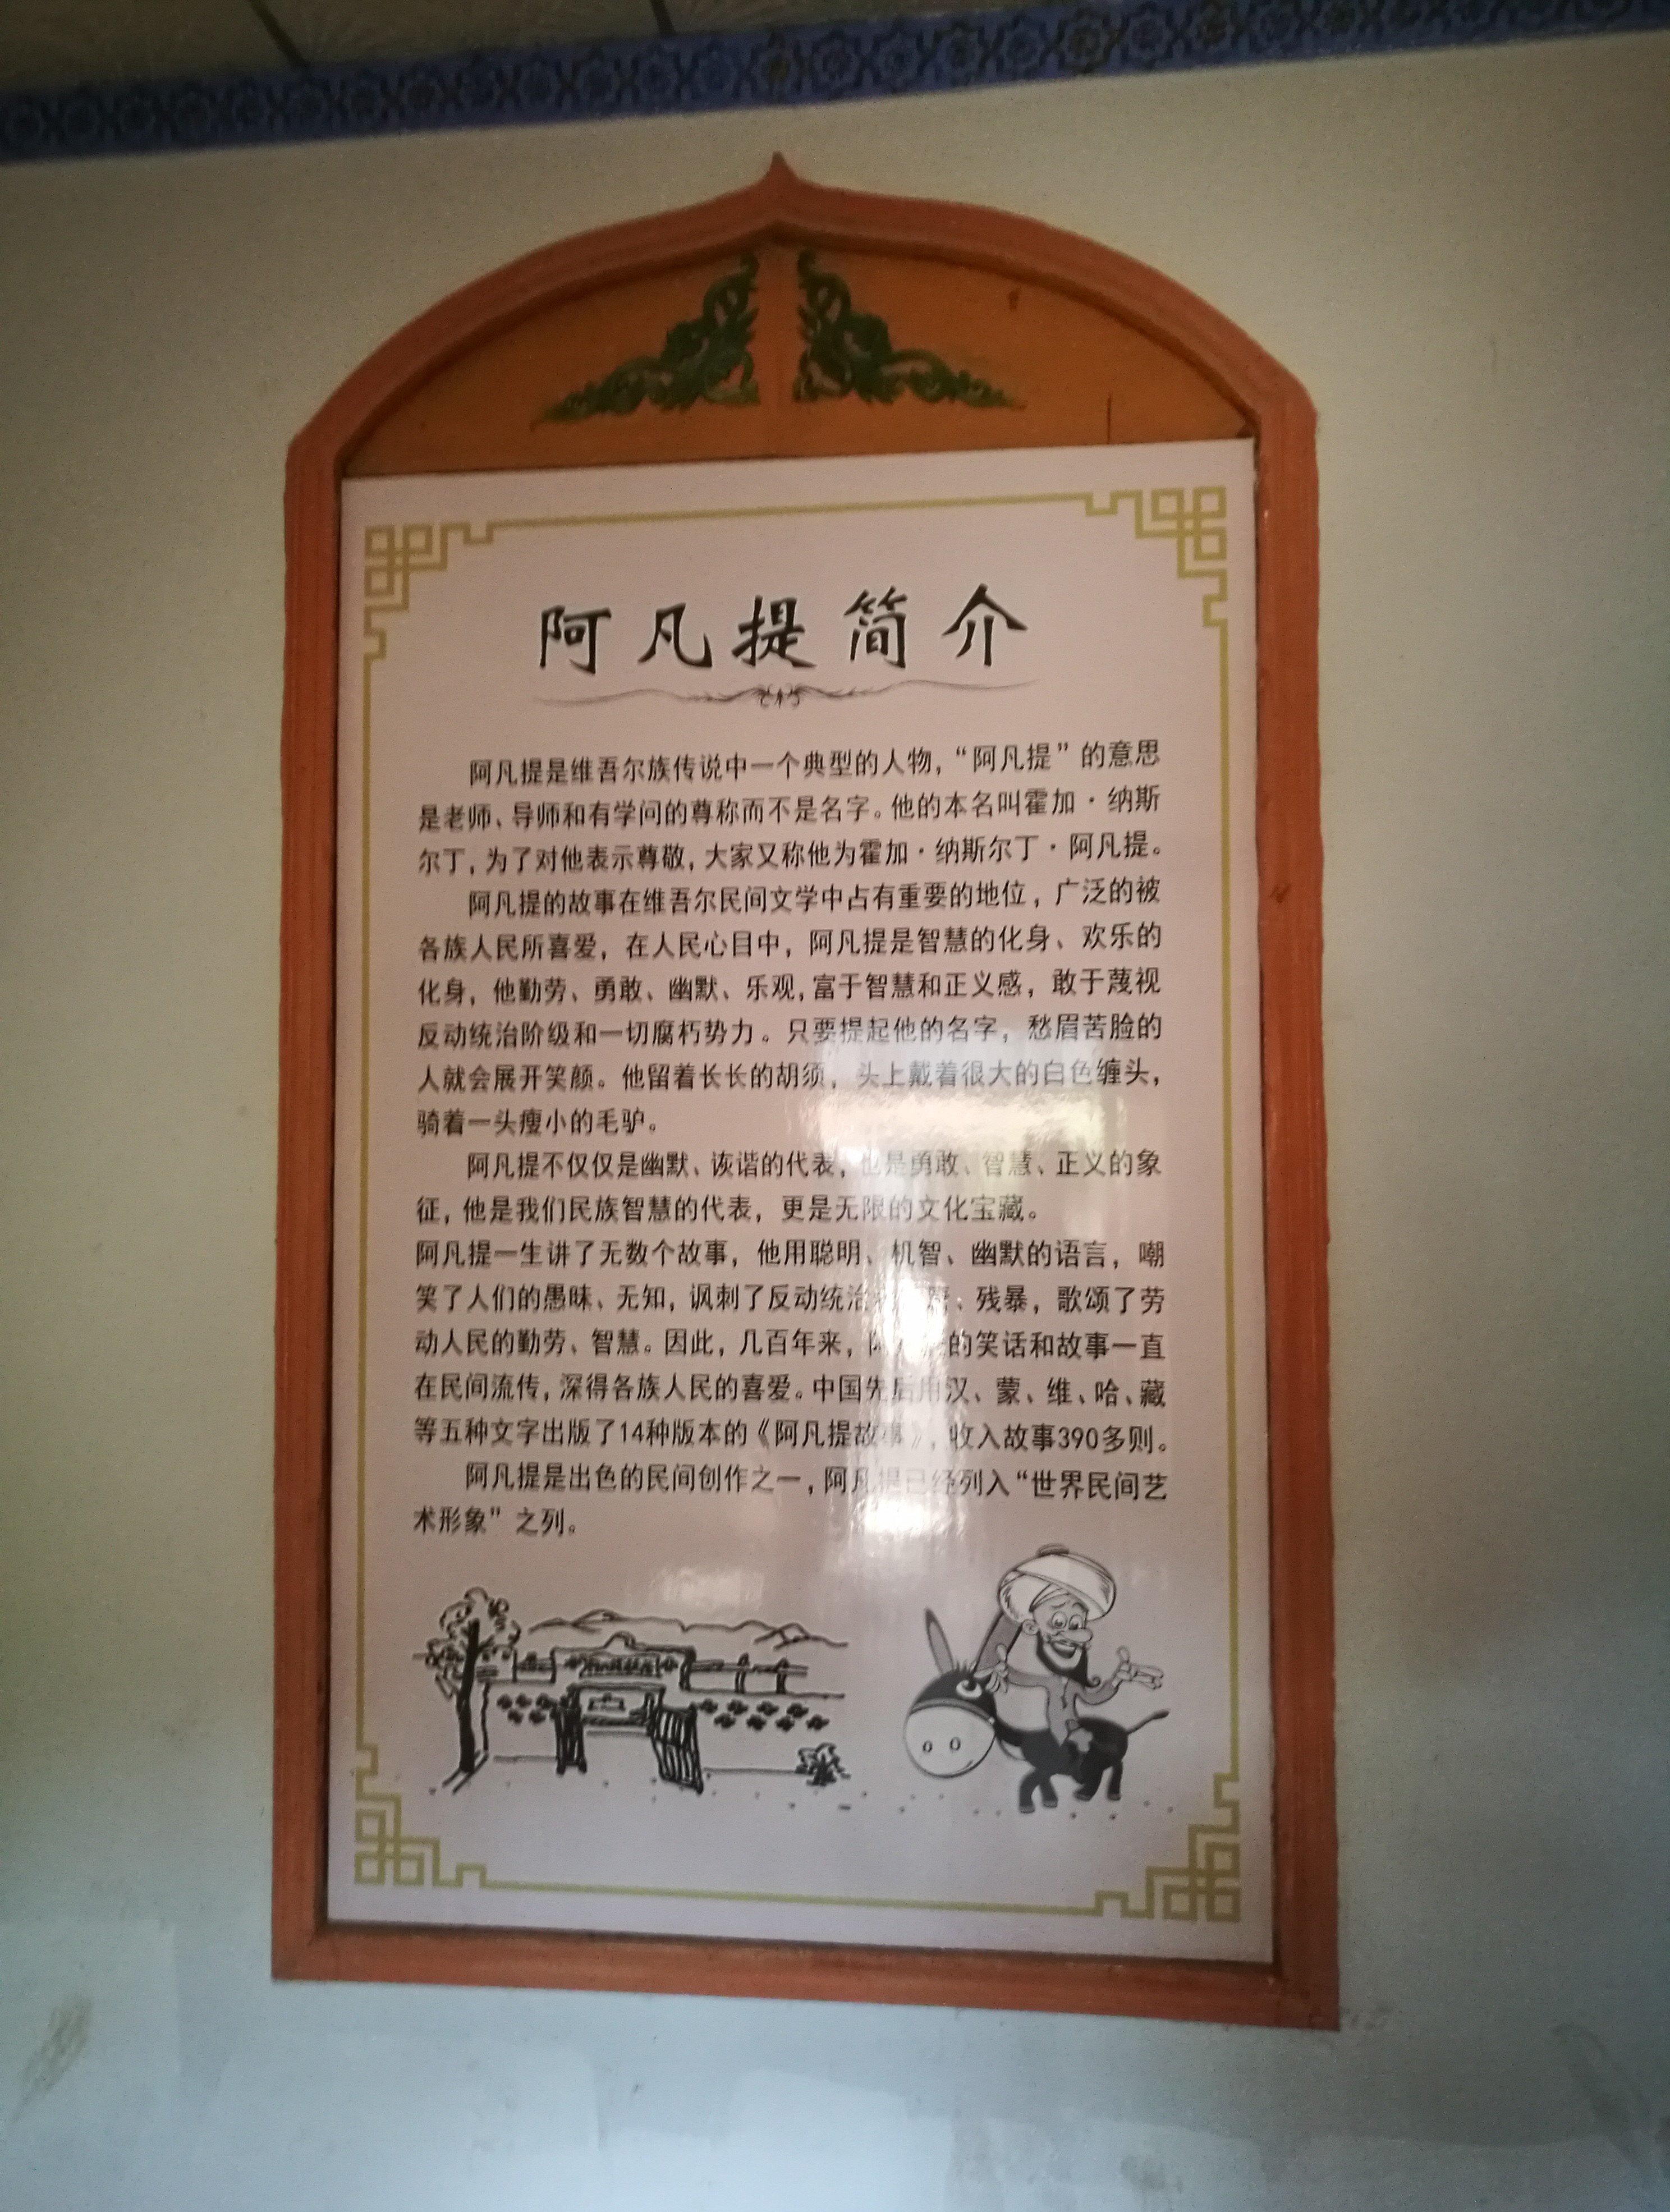 阿凡提简介
阿凡提是维吾尔族传说中一个典型的人物，“阿凡提”的意思
是老师、导师和有学问的尊称而不是名字。他的本名叫霍加·纳斯
尔丁，为了对他表示尊敬，大家又称他为霍加·纳斯尔丁·阿凡提。
阿凡提的故事在维吾尔民间文学中占有重要的地位，广泛的被
各族人民所喜爱，在人民心目中，阿凡提是智慧的化身、欢乐的
化身，他勤劳、勇敢、幽默、乐观，富于智慧和正义感，敢于蔑视
反动统治阶级和一切腐朽势力。只要提起他的名字，愁眉苦脸的
人就会展开笑颜。他留着长长的胡须，头上戴着很大的白色缠头，
骑着一头瘦小的毛驴。
阿凡提不仅仅是幽默、诙谐的代表，也是勇敢、智慧、正义的象
征，他是我们民族智慧的代表，更是无限的文化宝藏。
阿凡提一生讲了无数个故事，他用聪明、机智、幽默的语言，嘲
笑了人们的愚昧、无知，讽刺了反动统治、残暴，歌颂了劳
动人民的勤劳、智慧。因此，几百年来，阿凡提的笑话和故事一直
在民间流传，深得各族人民的喜爱。中国先后用汉、蒙、维、哈、藏
等五种文字出版了14种版本的《阿凡提故事》，收入故事390多则。
阿凡提是出色的民间创作之一，阿凡提已经列入“世界民间艺
术形象”之列。